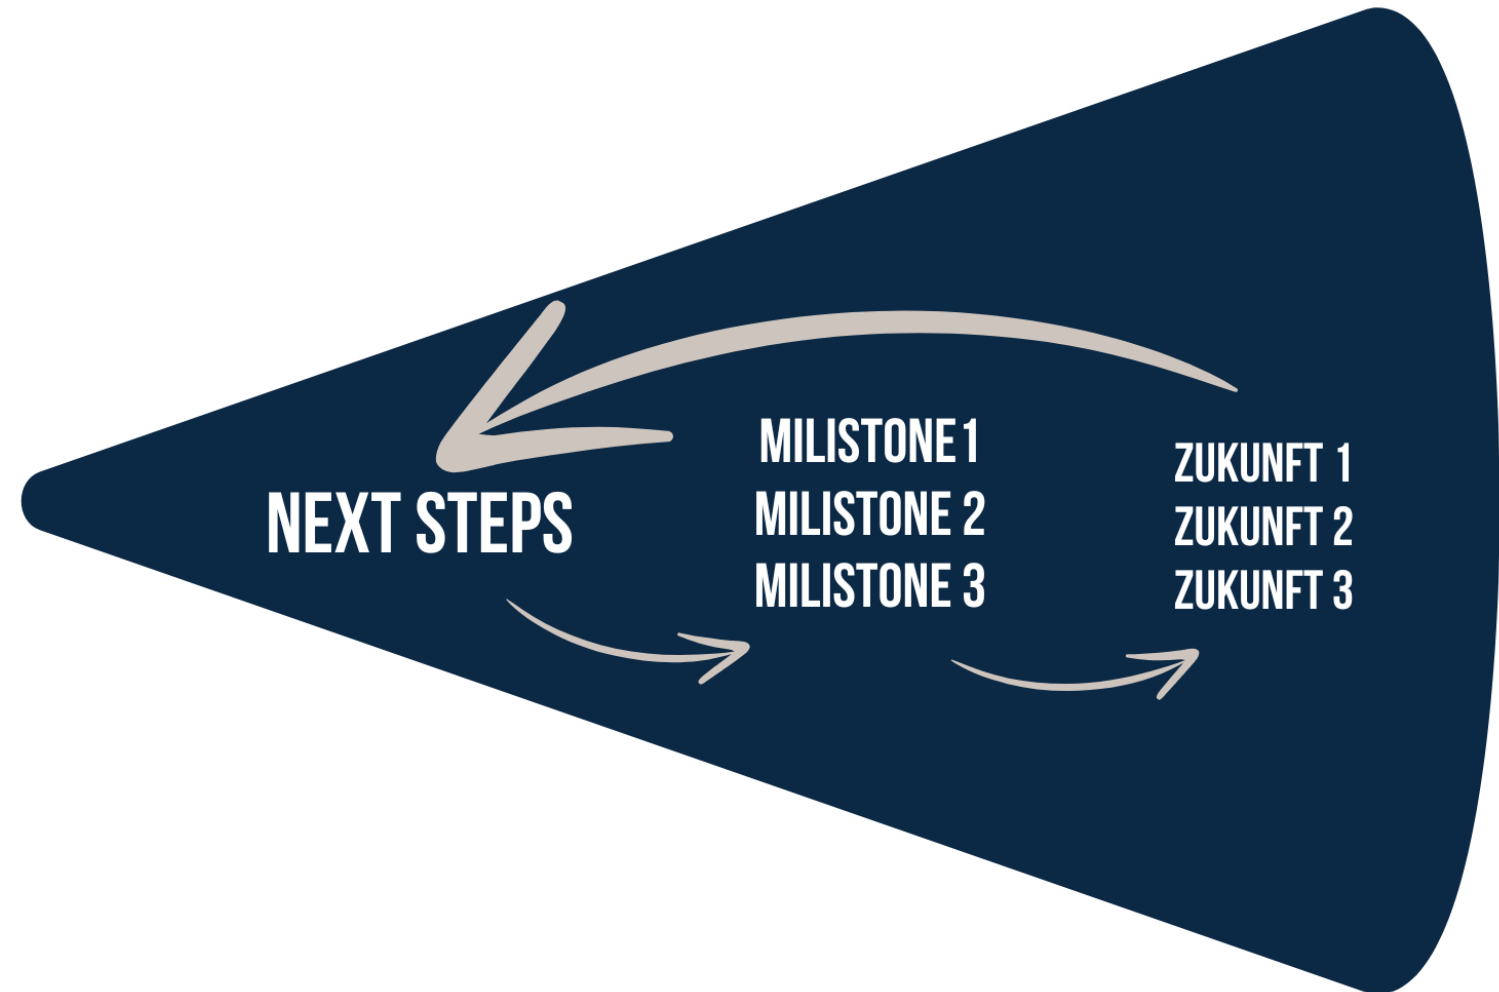 NEXT STEPS
MILISTONE 1
MILISTONE 2
MILISTONE 3
ZUKUNFT 1
ZUKUNFT 2
ZUKUNFT 3